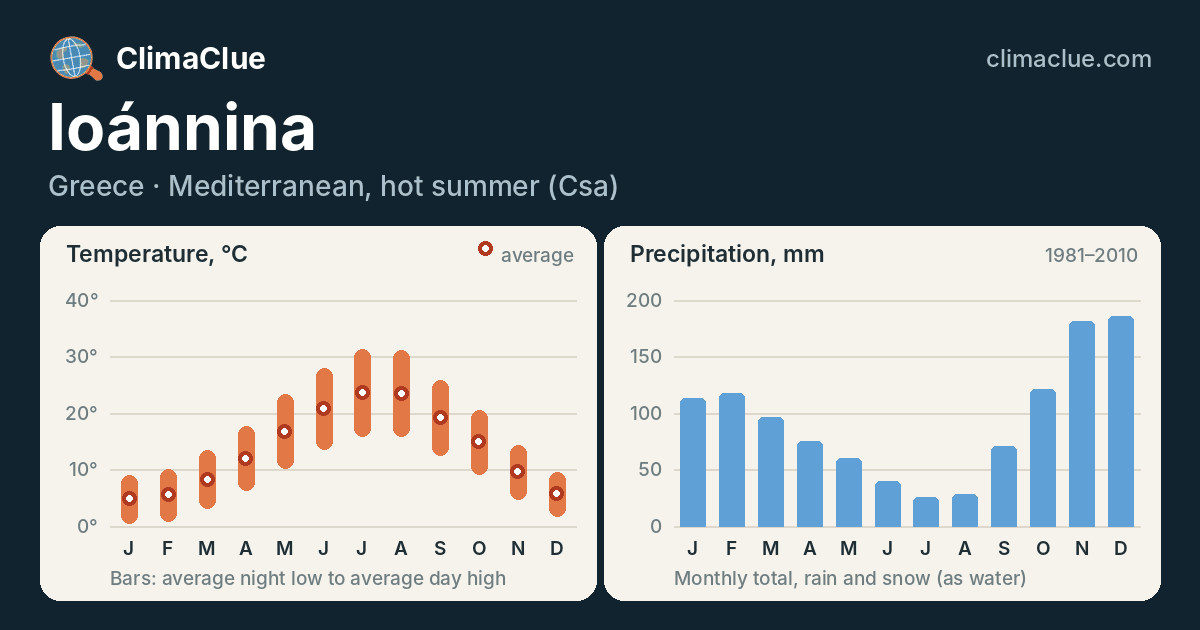 ClimaClue
climaclue.com
Ioánnina
Greece · Mediterranean, hot summer (Csa)
Temperature, °C
average
40°
30°
20°
10°
0°
J F M A M J J A S O N D
Bars: average night low to average day high
Precipitation, mm
1981–2010
200
150
100
50
0
J F M A M J J A S O N D
Monthly total, rain and snow (as water)